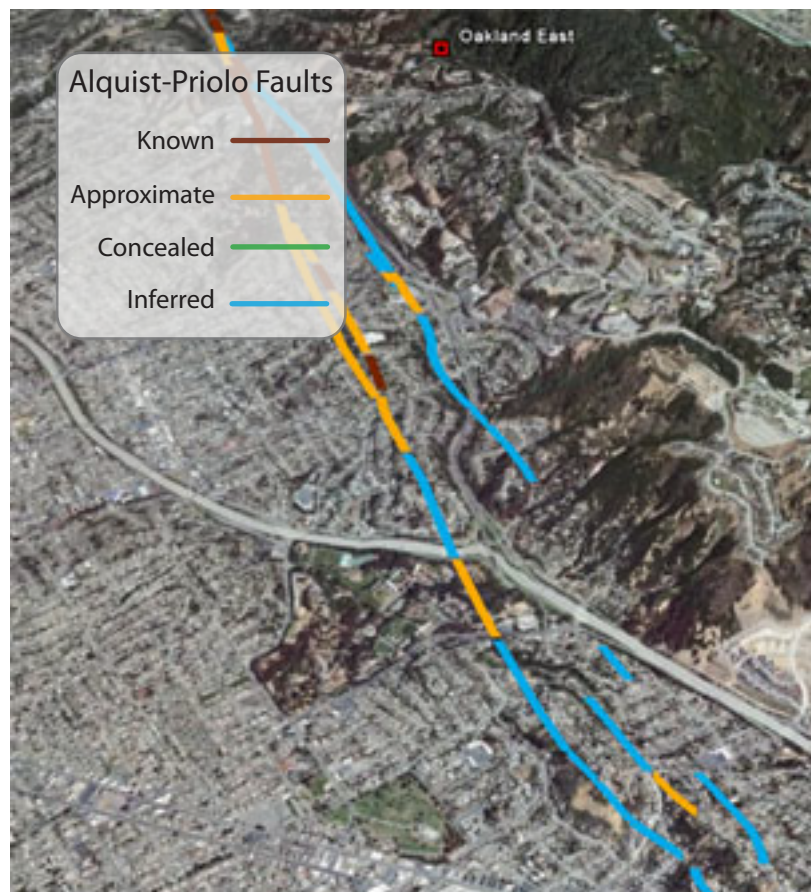 Oakland East
Alquist-Priolo Faults
Known
Approximate
Concealed
Inferred